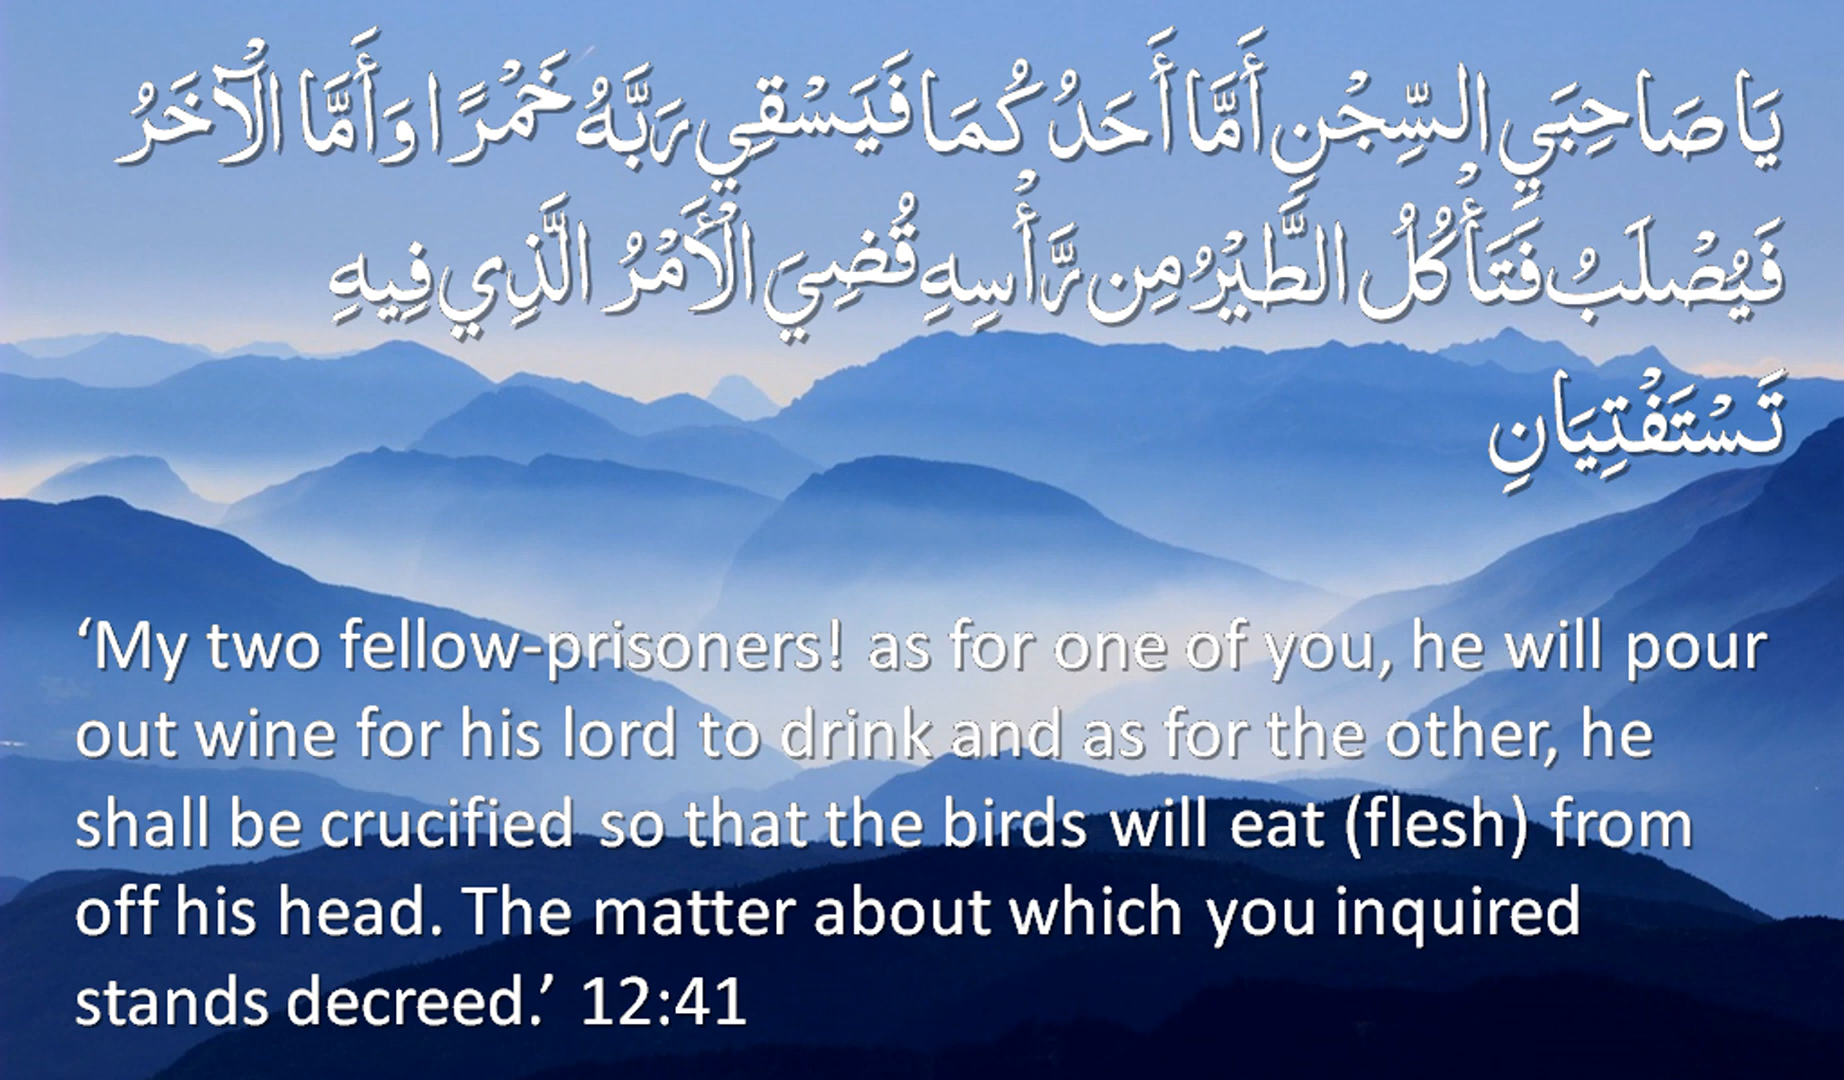 يَا صَاحِبَيِ السِّجْنِ أَمَّا أَحَدُكُمَا فَيَسْقِي رَبَّهُ خَمْرًا وَأَمَّا الْآخَرُ
فَيُصْلَبُ فَتَأْكُلُ الطَّيْرُ مِن رَّأْسِهِ قُضِيَ الْأَمْرُ الَّذِي فِيهِ
تَسْتَفْتِيَانِ
‘My two fellow-prisoners! as for one of you, he will pour
out wine for his lord to drink and as for the other, he
shall be crucified so that the birds will eat (flesh) from
off his head. The matter about which you inquired
stands decreed.’ 12:41